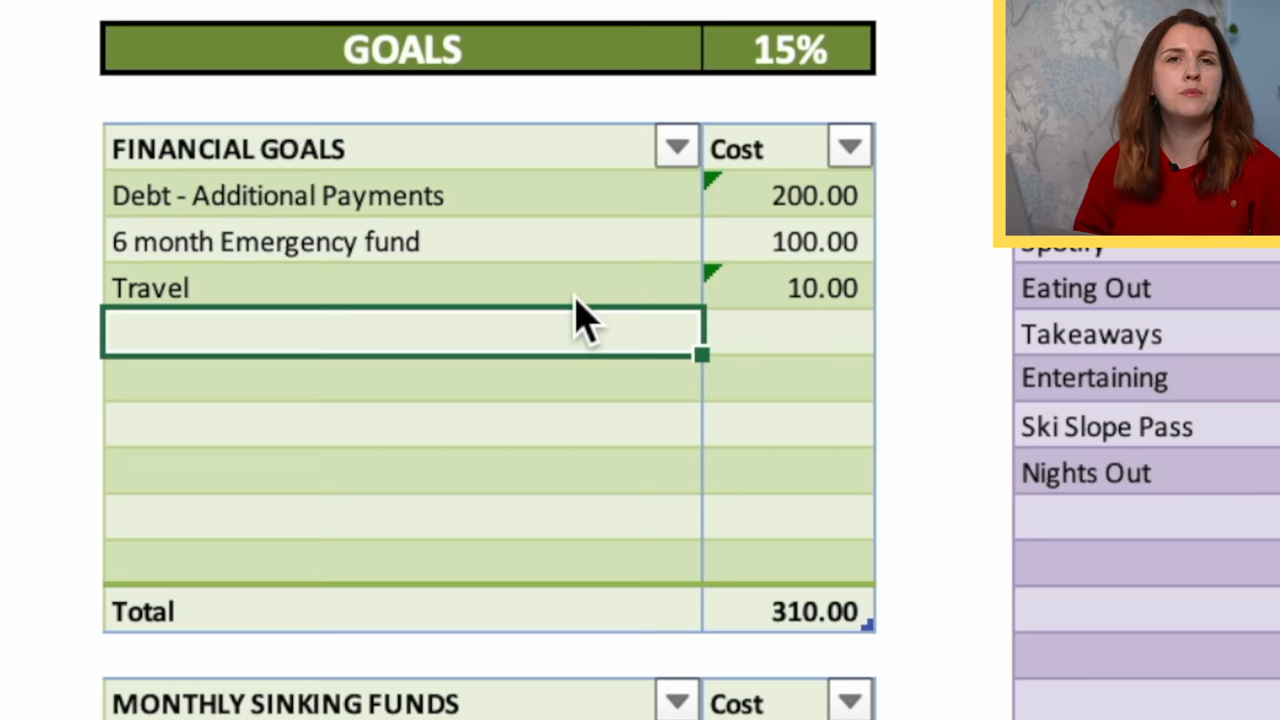 GOALS 15%
FINANCIAL GOALS Cost
Debt - Additional Payments 200.00
6 month Emergency fund 100.00
Travel 10.00
Total 310.00
MONTHLY SINKING FUNDS Cost
Spotify
Eating Out
Takeaways
Entertaining
Ski Slope Pass
Nights Out